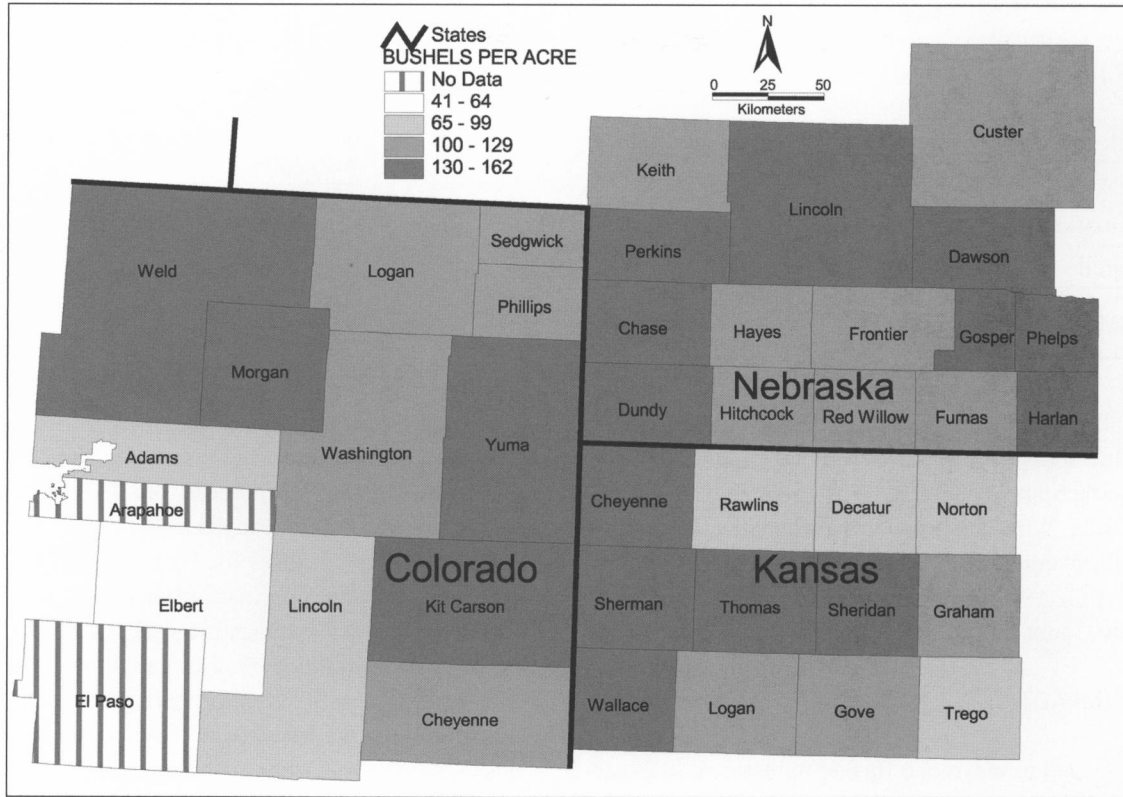 States
BUSHELS PER ACRE
No Data
41 - 64
65 - 99
100 - 129
130 - 162
N
0 25 50
Kilometers
Custer
Keith
Lincoln
Sedgwick
Perkins
Dawson
Weld
Logan
Phillips
Chase
Hayes
Frontier
Gosper
Phelps
Morgan
Nebraska
Dundy
Hitchcock
Red Willow
Furnas
Harlan
Adams
Washington
Yuma
Arapahoe
Cheyenne
Rawlins
Decatur
Norton
Colorado
Kansas
Elbert
Lincoln
Kit Carson
Sherman
Thomas
Sheridan
Graham
El Paso
Cheyenne
Wallace
Logan
Gove
Trego